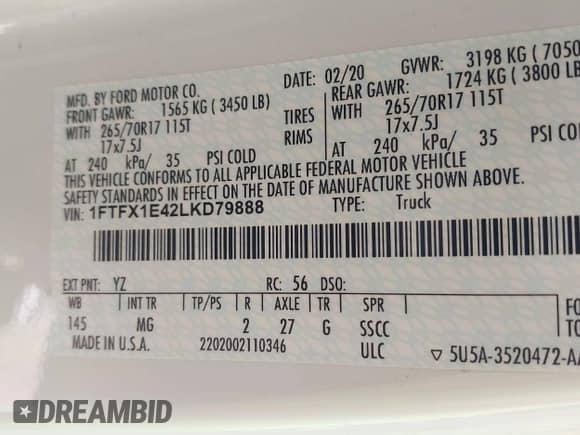 MFD. BY FORD MOTOR CO.
DATE: 02/20 GVWR: 3198 KG (7050
FRONT GAWR: 1565 KG (3450 LB)
REAR GAWR: 1724 KG (3800 LB
WITH 265/70R17 115T TIRES WITH 265/70R17 115T
17x7.5J RIMS 17x7.5J
AT 240 kPa/ 35 PSI COLD AT 240 kPa/ 35 PSI COL
THIS VEHICLE CONFORMS TO ALL APPLICABLE FEDERAL MOTOR VEHICLE
SAFETY STANDARDS IN EFFECT ON THE DATE OF MANUFACTURE SHOWN ABOVE.
VIN: 1FTFX1E42LKD79888 TYPE: Truck
EXT PNT: YZ RC: 56 DSO:
WB INT TR TP/PS R AXLE TR SPR
145 MG 2 27 G SSCC
MADE IN U.S.A. 2202002110346 ULC
▽ 5U5A-3520472-AA
DREAMBID